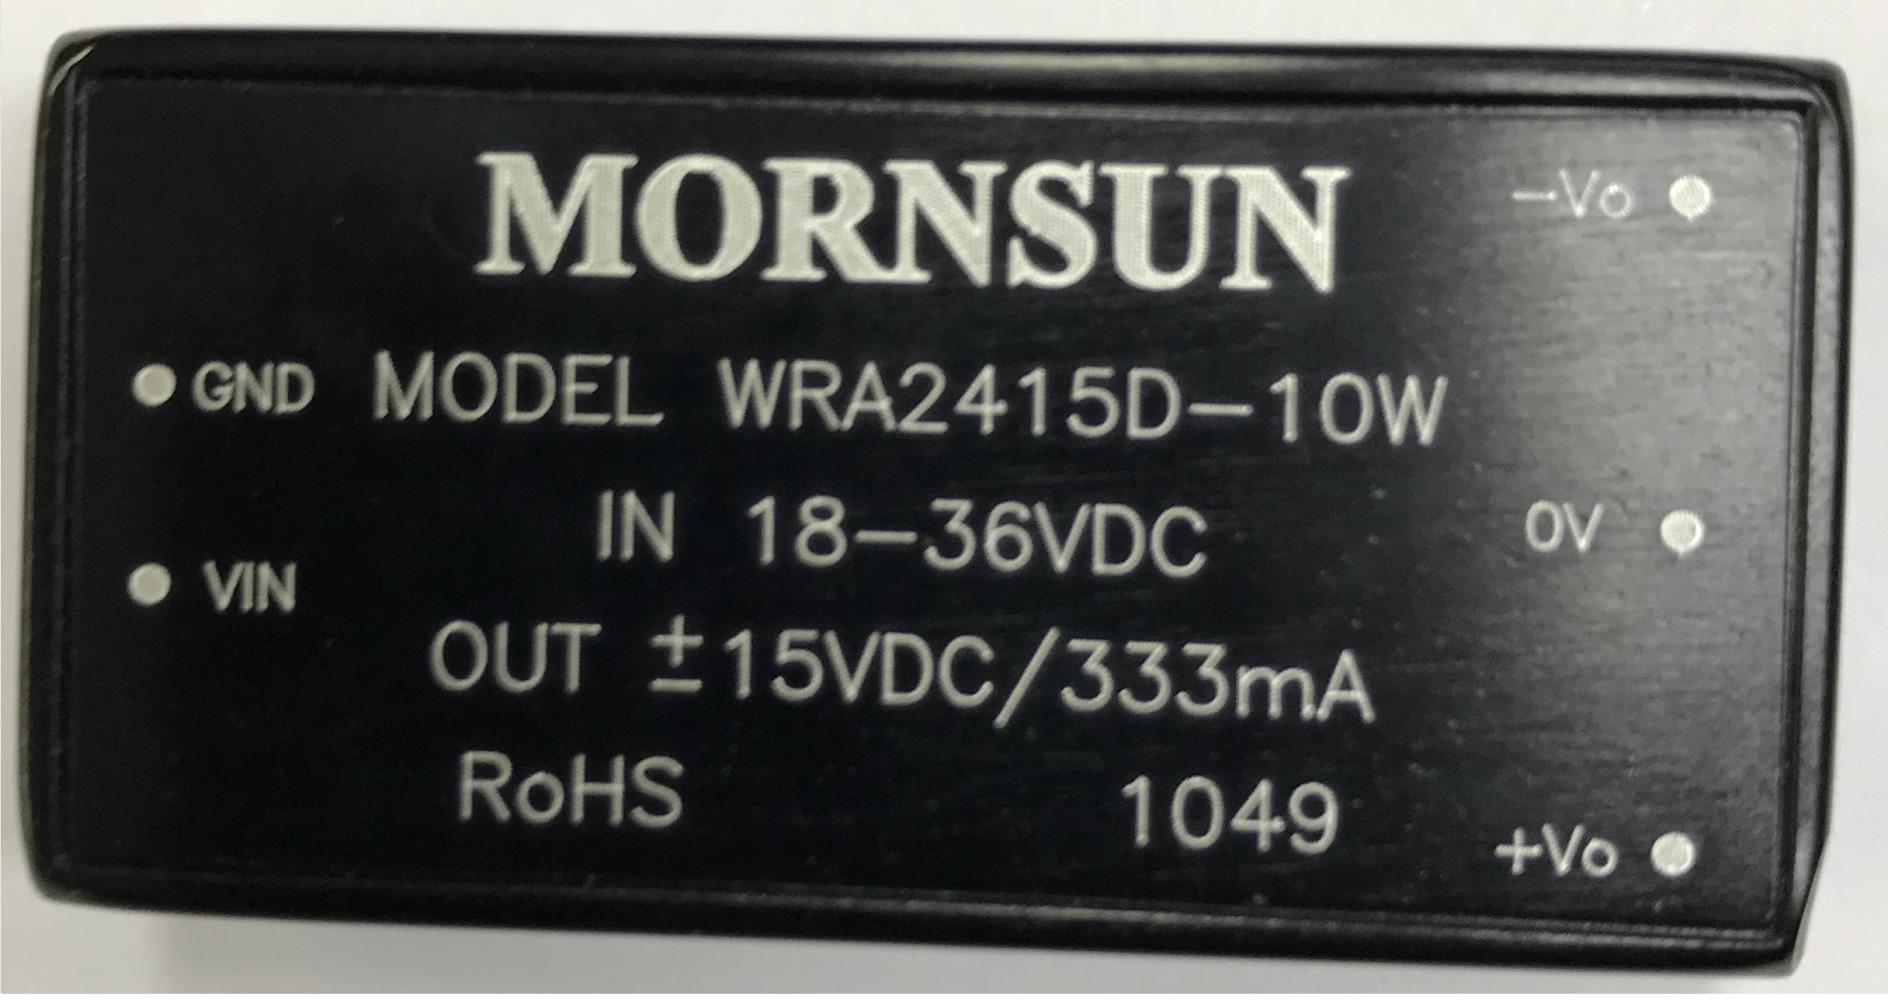 MORNSUN
-Vo
GND MODEL WRA2415D-10W
IN 18-36VDC
0V
VIN
OUT ±15VDC/333mA
RoHS 1049
+Vo